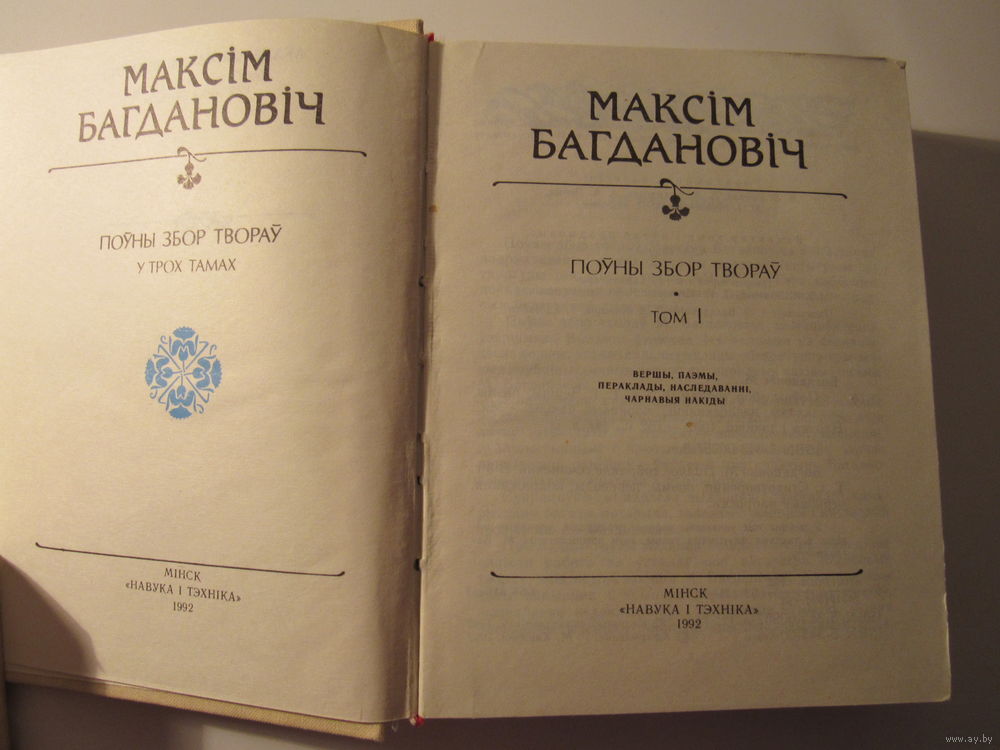 МАКСІМ
БАГДАНОВІЧ
ПОЎНЫ ЗБОР ТВОРАЎ
У ТРОХ ТАМАХ
МІНСК
«НАВУКА І ТЭХНІКА»
1992
МАКСІМ
БАГДАНОВІЧ
ПОЎНЫ ЗБОР ТВОРАЎ
•
ТОМ І
ВЕРШЫ, ПАЭМЫ,
ПЕРАКЛАДЫ, НАСЛЕДАВАННІ,
ЧАРНАВЫЯ НАКІДЫ
МІНСК
«НАВУКА І ТЭХНІКА»
1992
www.ay.by